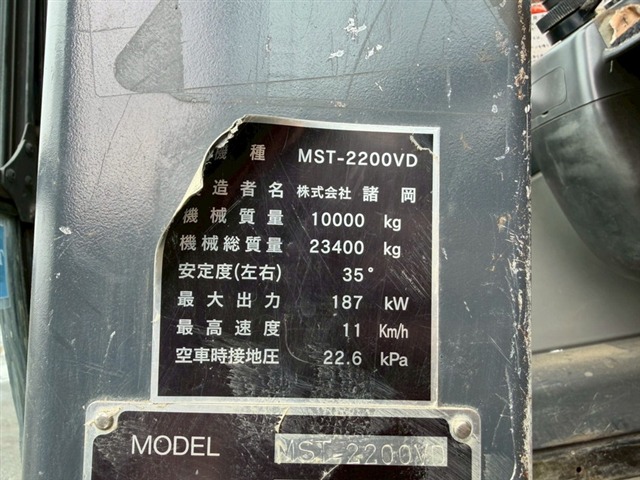 機種 MST-2200VD
造者名 株式会社 諸岡
機械質量 10000 kg
機械総質量 23400 kg
安定度(左右) 35°
最大出力 187 kW
最高速度 11 Km/h
空車時接地圧 22.6 kPa
MODEL MST-2200VD